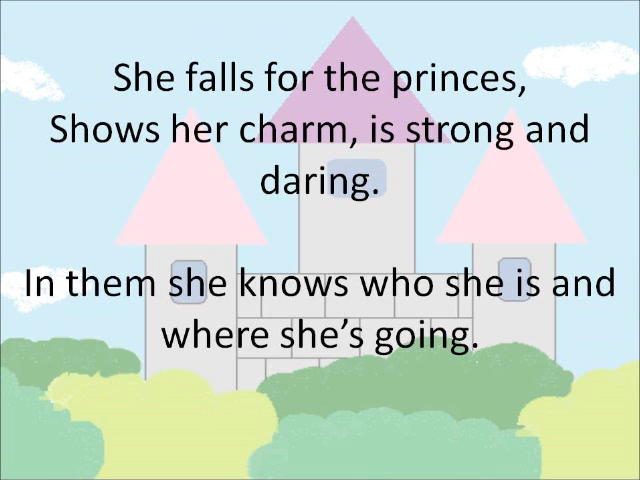 She falls for the princes,
Shows her charm, is strong and
daring.
In them she knows who she is and
where she’s going.